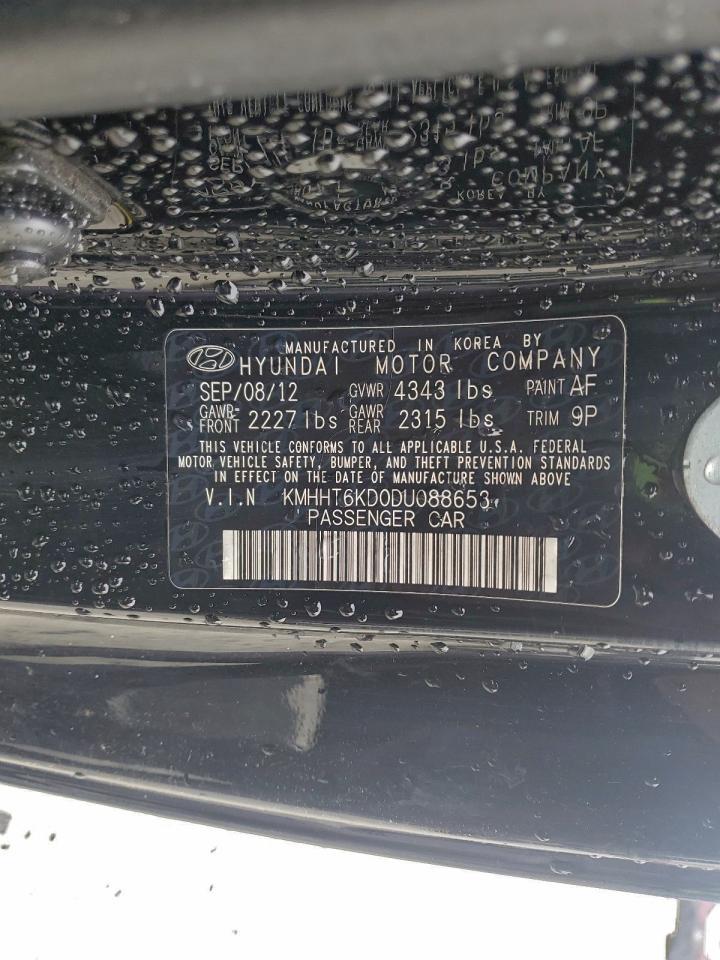 MANUFACTURED IN KOREA BY
HYUNDAI MOTOR COMPANY
SEP/08/12 GVWR 4343 lbs PAINT AF
GAWR FRONT 2227 lbs GAWR REAR 2315 lbs TRIM 9P
THIS VEHICLE CONFORMS TO ALL APPLICABLE U.S.A. FEDERAL
MOTOR VEHICLE SAFETY, BUMPER, AND THEFT PREVENTION STANDARDS
IN EFFECT ON THE DATE OF MANUFACTURE SHOWN ABOVE
V.I.N KMHHT6KD0DU088653
PASSENGER CAR